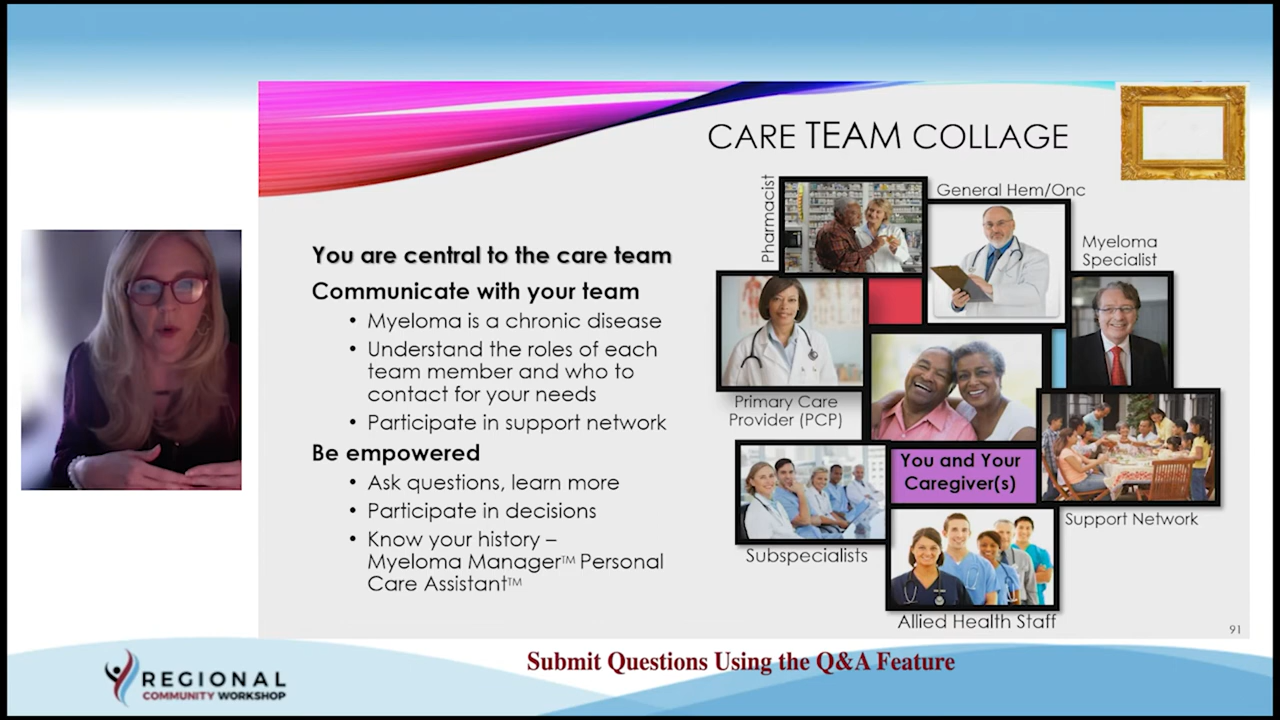 CARE TEAM COLLAGE
You are central to the care team
Communicate with your team
• Myeloma is a chronic disease
• Understand the roles of each
team member and who to
contact for your needs
• Participate in support network
Be empowered
• Ask questions, learn more
• Participate in decisions
• Know your history –
Myeloma Manager™ Personal
Care Assistant™
Pharmacist
General Hem/Onc
Myeloma
Specialist
Primary Care
Provider (PCP)
You and Your
Caregiver(s)
Support Network
Subspecialists
Allied Health Staff
91
Submit Questions Using the Q&A Feature
REGIONAL
COMMUNITY WORKSHOP